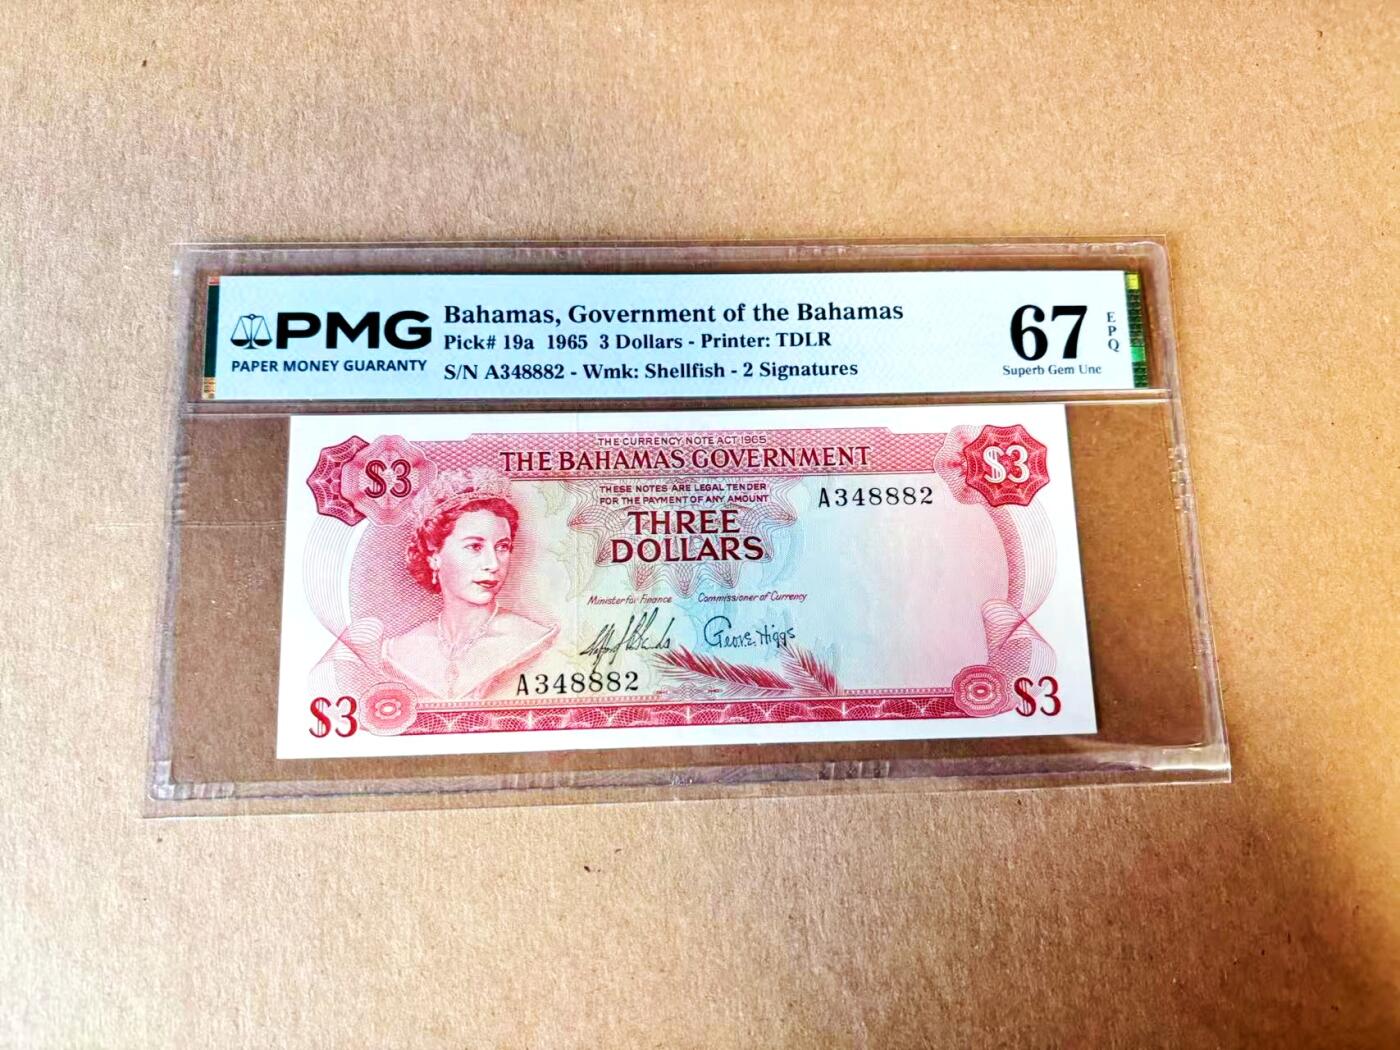 PMG
PAPER MONEY GUARANTY
Bahamas, Government of the Bahamas
Pick# 19a 1965 3 Dollars - Printer: TDLR
S/N A348882 - Wmk: Shellfish - 2 Signatures
67
EPQ
Superb Gem Unc
THE CURRENCY NOTE ACT 1965
THE BAHAMAS GOVERNMENT
$3
$3
THESE NOTES ARE LEGAL TENDER
FOR THE PAYMENT OF ANY AMOUNT
A348882
THREE
DOLLARS
Minister for Finance
Commissioner of Currency
Geo. E. Higgs
A348882
$3
$3